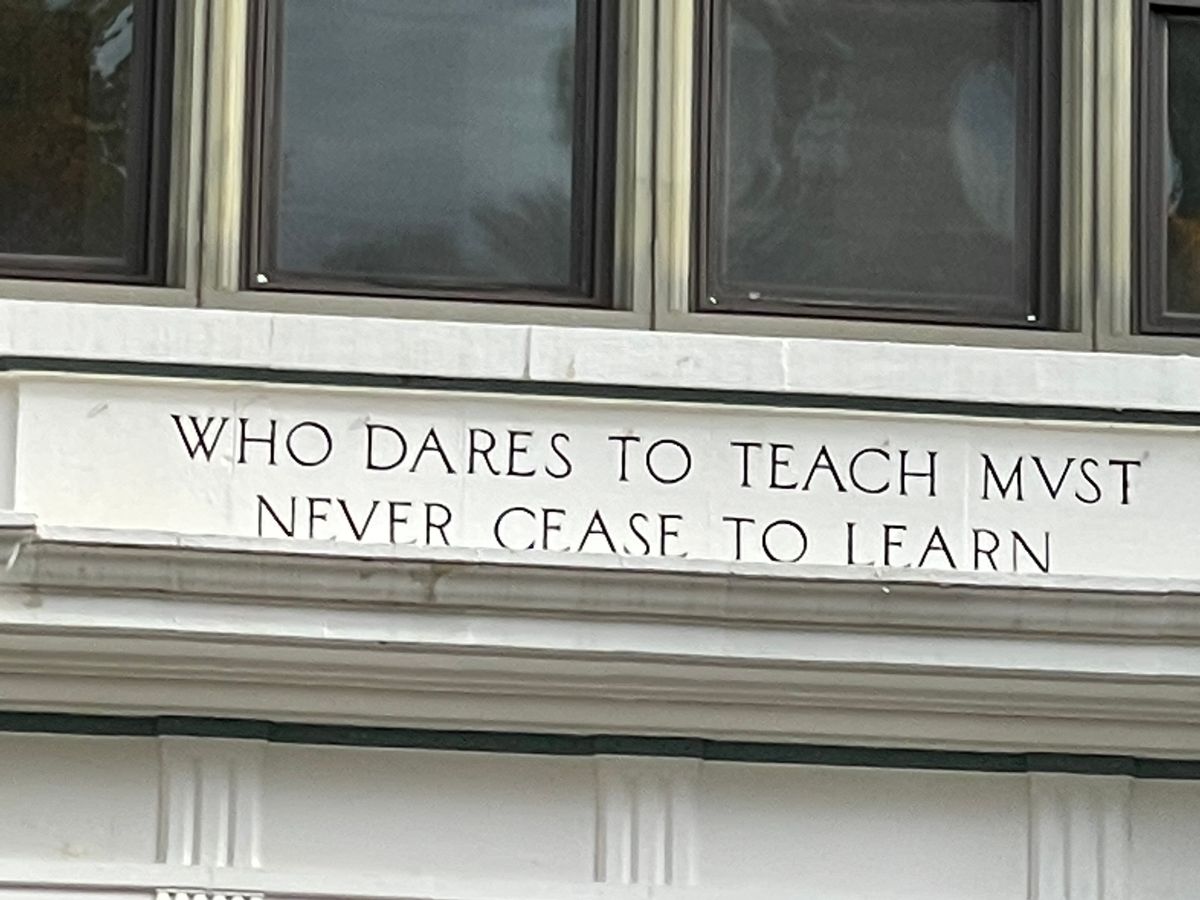 WHO DARES TO TEACH MVST
NEVER CEASE TO LEARN